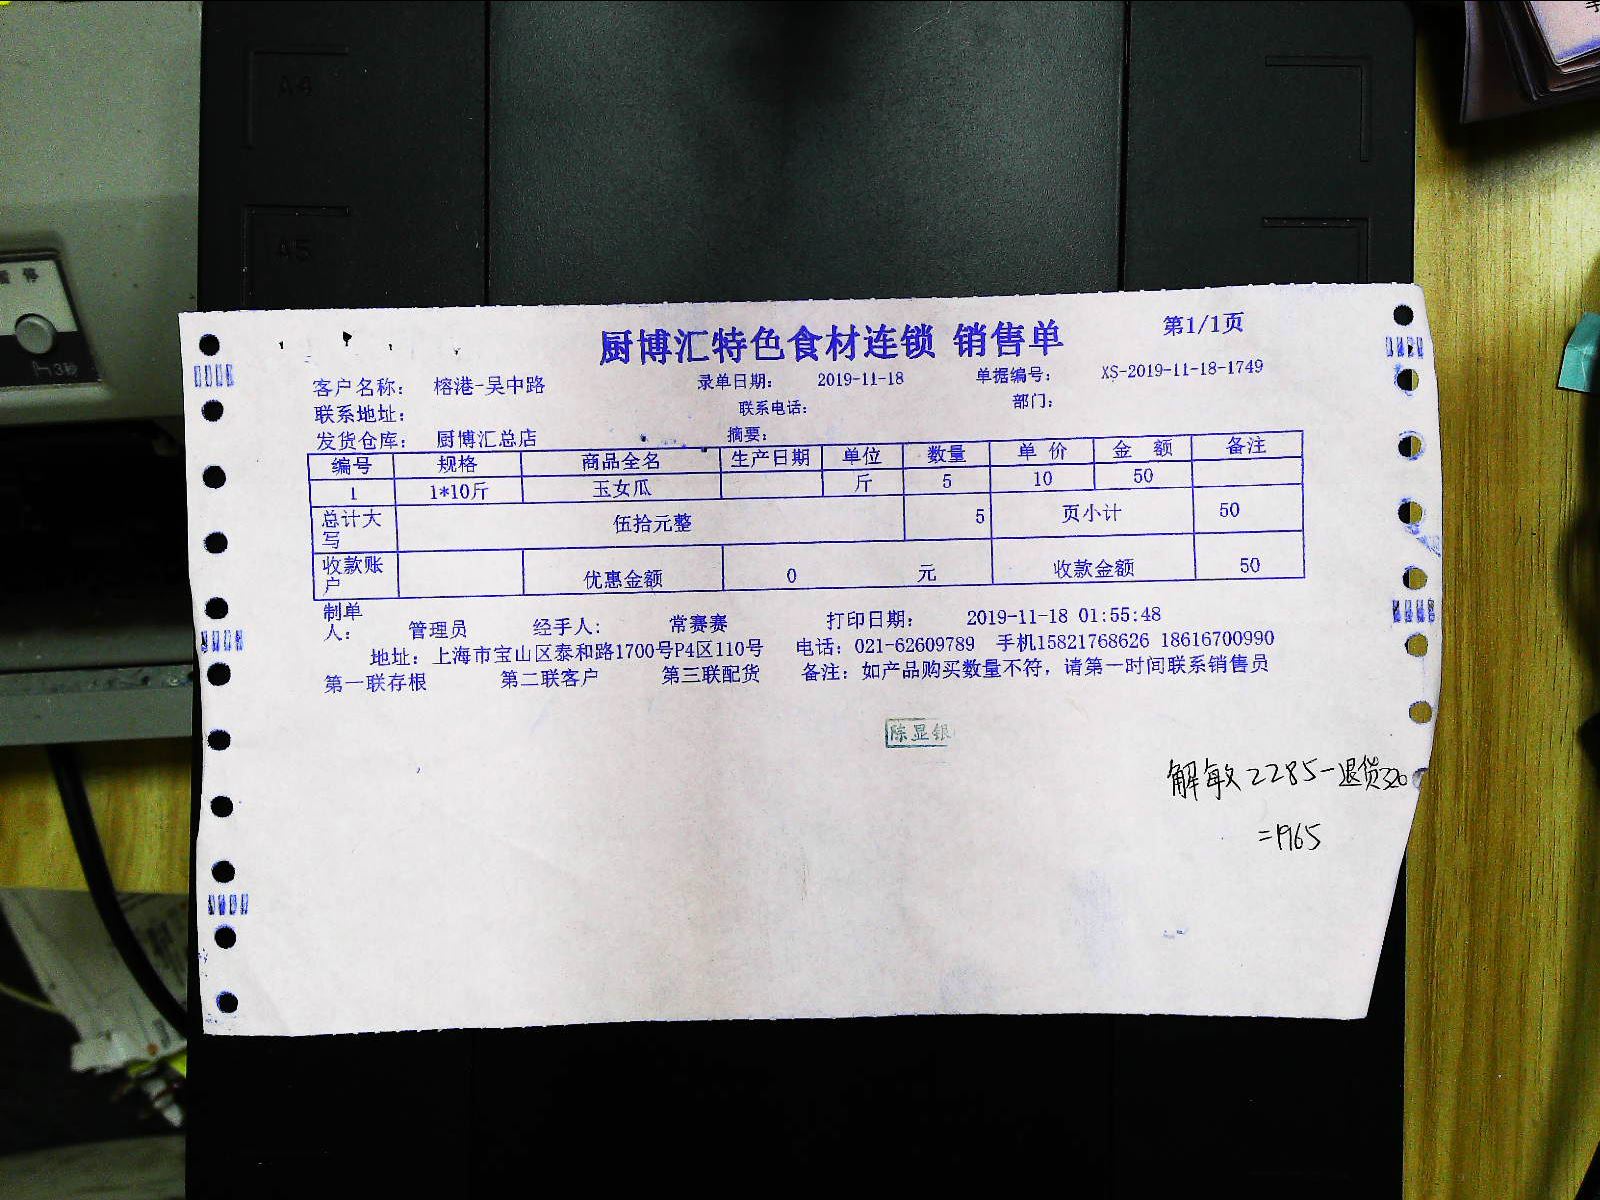 A4
A5
暂停
3秒
厨博汇特色食材连锁 销售单
第1/1页
客户名称： 榕港-吴中路 录单日期： 2019-11-18 单据编号： XS-2019-11-18-1749
联系地址： 联系电话： 部门：
发货仓库： 厨博汇总店 摘要：
编号 规格 商品全名 生产日期 单位 数量 单价 金额 备注
1 1*10斤 玉女瓜 斤 5 10 50
总计大写 伍拾元整 5 页小计 50
收款账户 优惠金额 0 元 收款金额 50
制单人： 管理员 经手人： 常赛赛 打印日期： 2019-11-18 01:55:48
地址：上海市宝山区泰和路1700号P4区110号 电话：021-62609789 手机15821768626 18616700990
第一联存根 第二联客户 第三联配货 备注：如产品购买数量不符，请第一时间联系销售员
陈显银
解敏2285-退货320
=1965